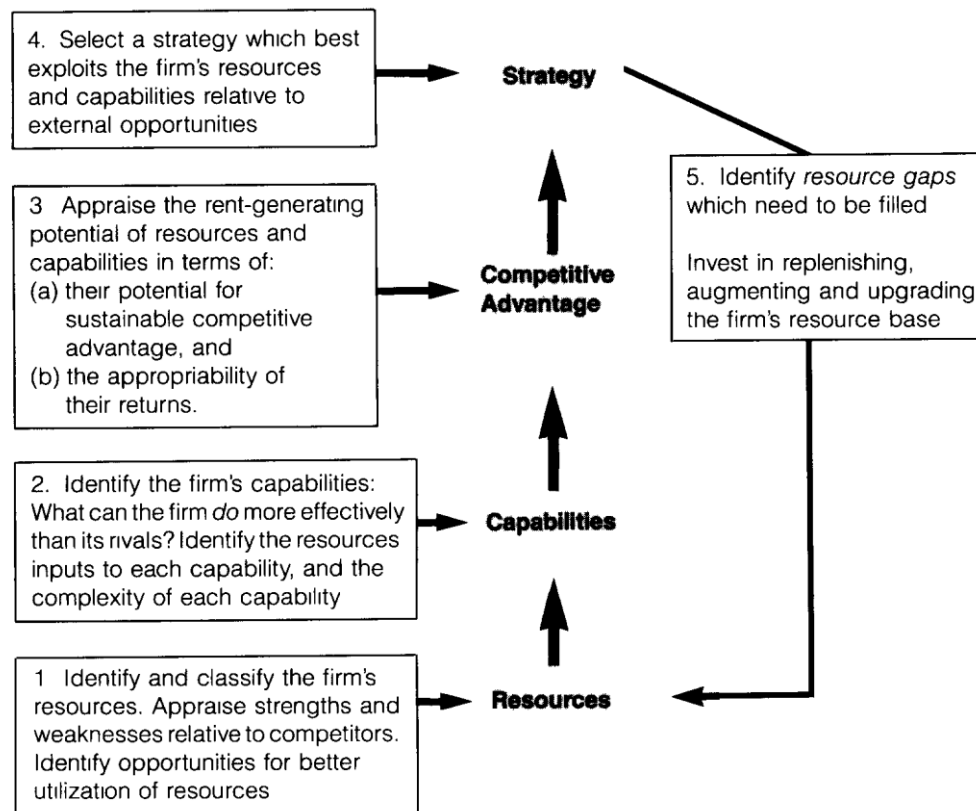 4. Select a strategy which best
exploits the firm's resources
and capabilities relative to
external opportunities
Strategy
5. Identify resource gaps
which need to be filled
Invest in replenishing,
augmenting and upgrading
the firm's resource base
3 Appraise the rent-generating
potential of resources and
capabilities in terms of:
(a) their potential for
sustainable competitive
advantage, and
(b) the appropriability of
their returns.
Competitive
Advantage
2. Identify the firm's capabilities:
What can the firm do more effectively
than its rivals? Identify the resources
inputs to each capability, and the
complexity of each capability
Capabilities
1 Identify and classify the firm's
resources. Appraise strengths and
weaknesses relative to competitors.
Identify opportunities for better
utilization of resources
Resources